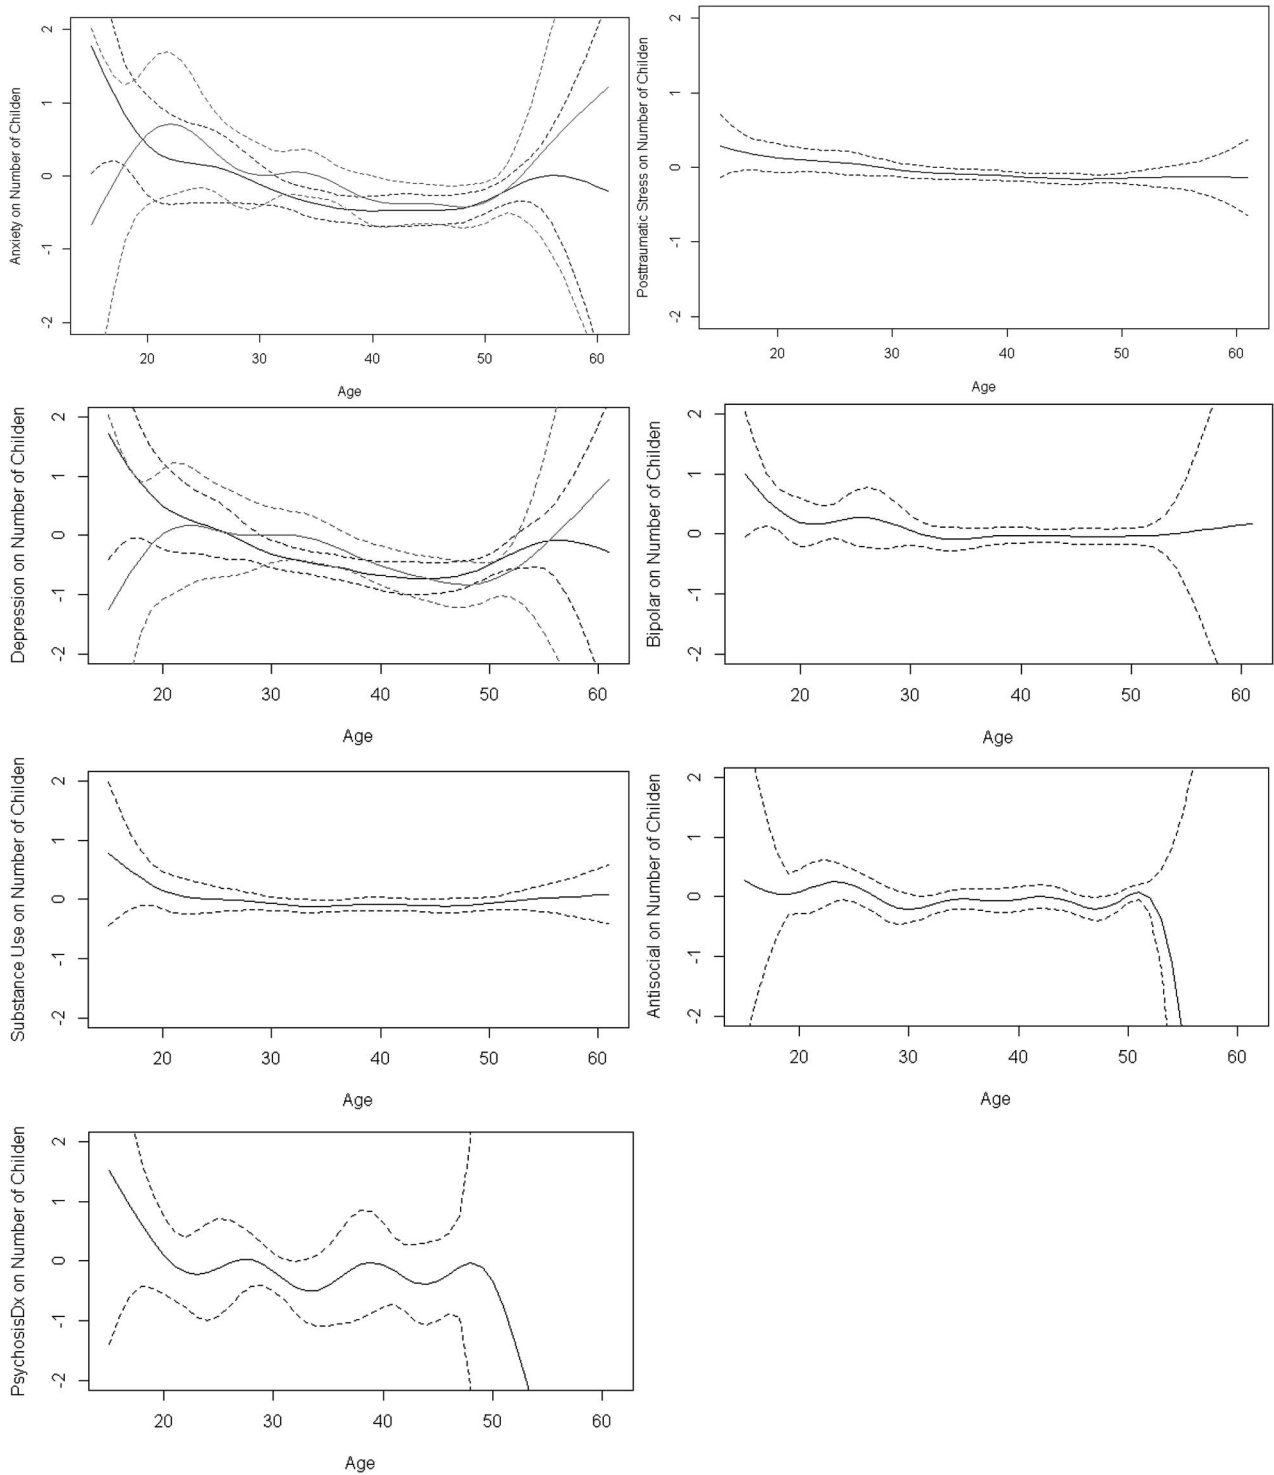 Anxiety on Number of Childen
2
1
0
-1
-2
20 30 40 50 60
Age
Posttraumatic Stress on Number of Childen
2
1
0
-1
-2
20 30 40 50 60
Age
Depression on Number of Childen
2
1
0
-1
-2
20 30 40 50 60
Age
Bipolar on Number of Childen
2
1
0
-1
-2
20 30 40 50 60
Age
Substance Use on Number of Childen
2
1
0
-1
-2
20 30 40 50 60
Age
Antisocial on Number of Childen
2
1
0
-1
-2
20 30 40 50 60
Age
PsychosisDx on Number of Childen
2
1
0
-1
-2
20 30 40 50 60
Age